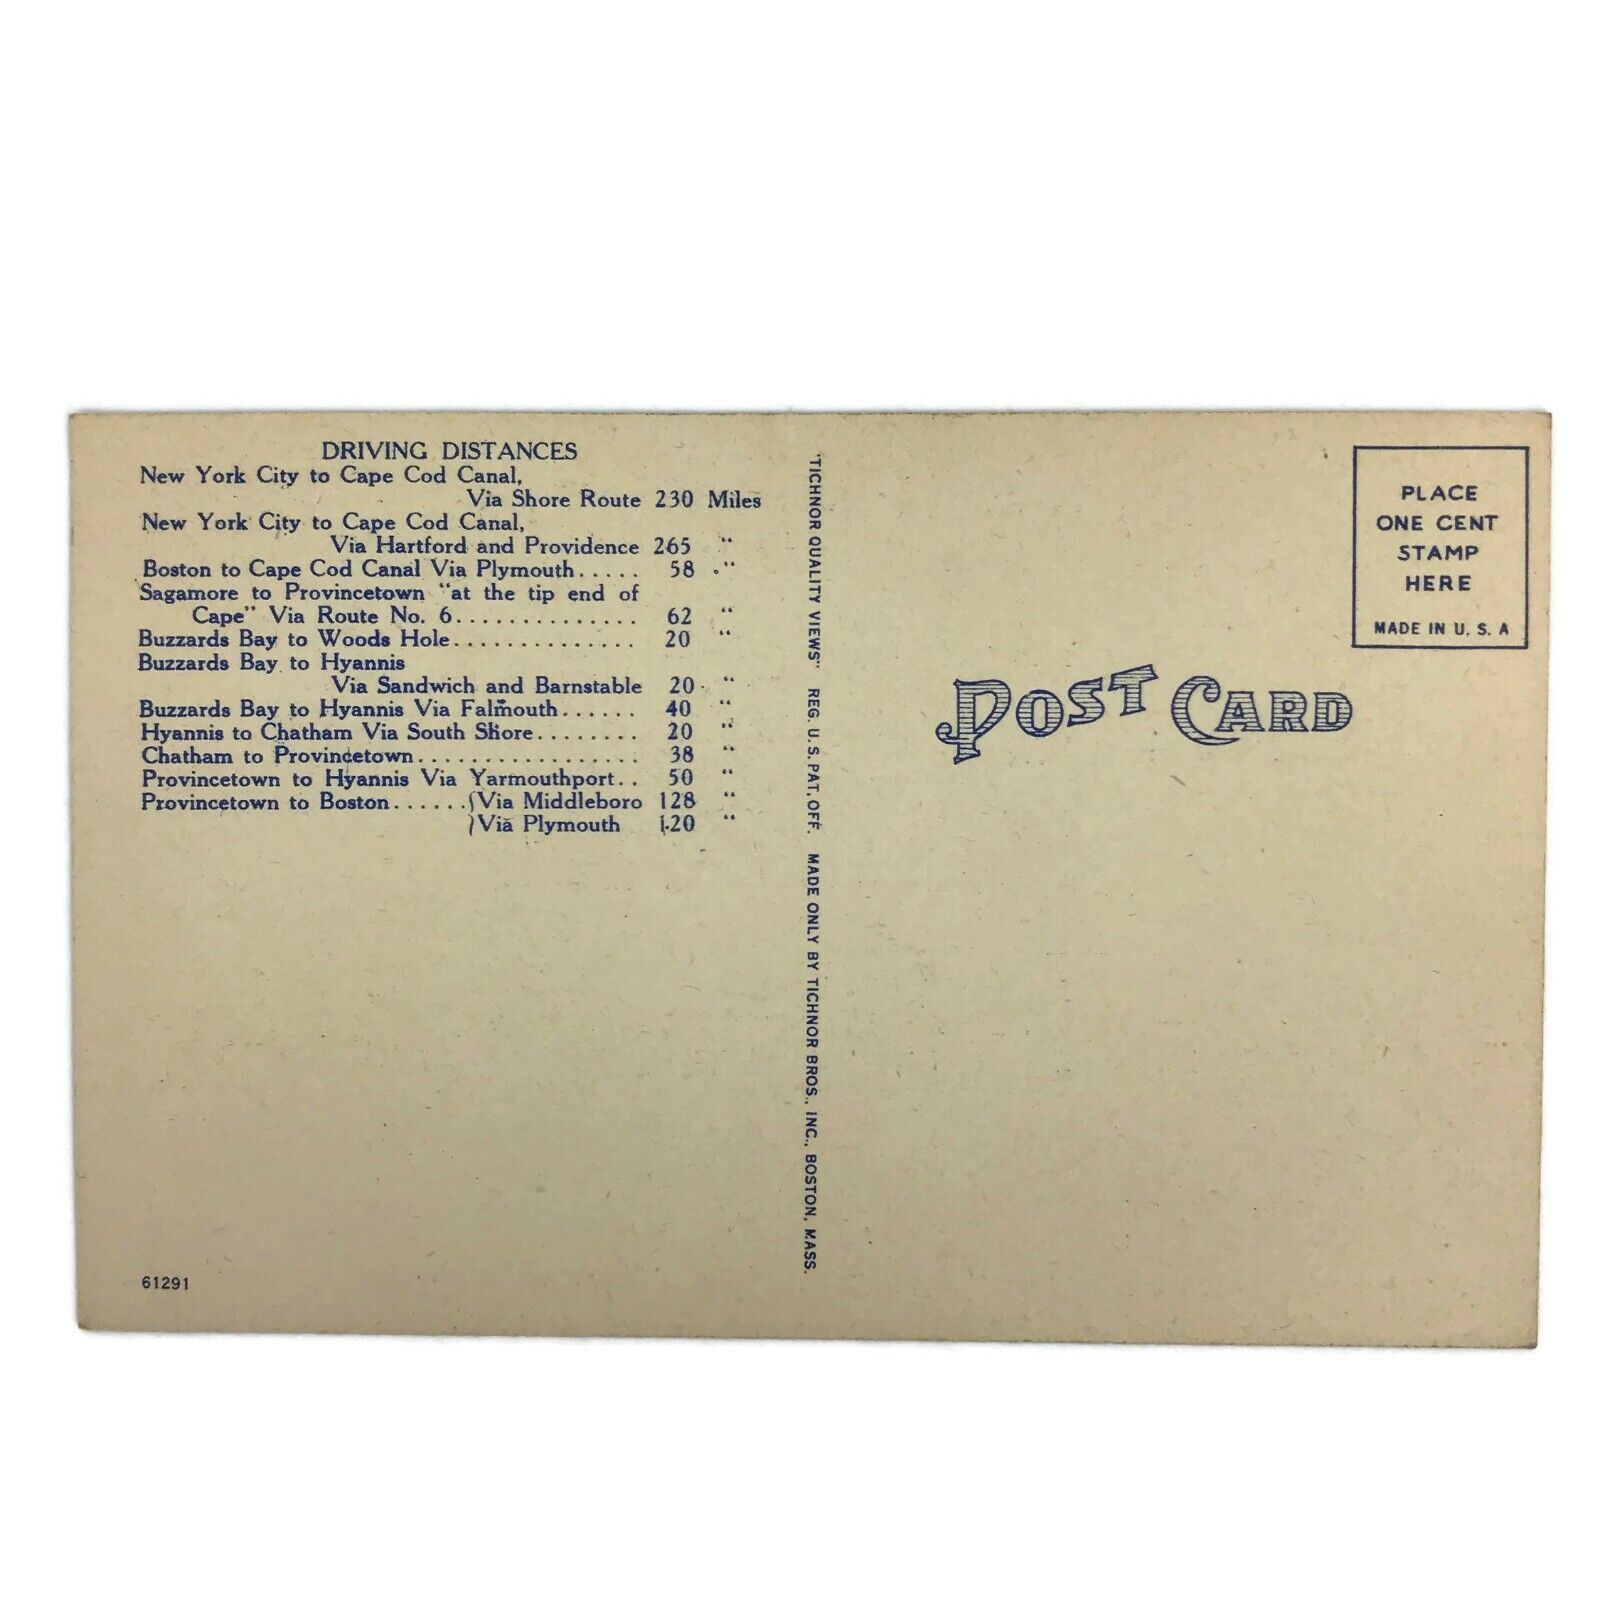 DRIVING DISTANCES
New York City to Cape Cod Canal,
Via Shore Route 230 Miles
New York City to Cape Cod Canal,
Via Hartford and Providence 265 "
Boston to Cape Cod Canal Via Plymouth..... 58 "
Sagamore to Provincetown "at the tip end of
Cape" Via Route No. 6.............. 62 "
Buzzards Bay to Woods Hole.............. 20 "
Buzzards Bay to Hyannis
Via Sandwich and Barnstable 20 "
Buzzards Bay to Hyannis Via Falmouth...... 40 "
Hyannis to Chatham Via South Shore........ 20 "
Chatham to Provincetown................. 38 "
Provincetown to Hyannis Via Yarmouthport.. 50 "
Provincetown to Boston......{Via Middleboro 128 "
{Via Plymouth 120 "
61291
"TICHNOR QUALITY VIEWS" REG. U. S. PAT. OFF. MADE ONLY BY TICHNOR BROS., INC., BOSTON, MASS.
PLACE
ONE CENT
STAMP
HERE
MADE IN U. S. A
POST CARD